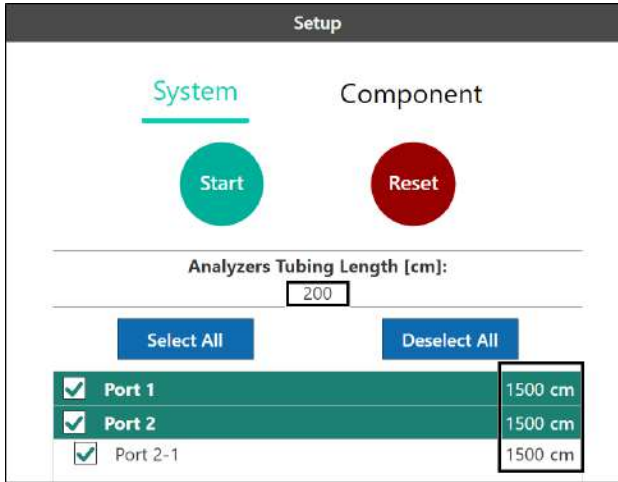 Setup
System Component
Start Reset
Analyzers Tubing Length [cm]:
200
Select All Deselect All
Port 1 1500 cm
Port 2 1500 cm
Port 2-1 1500 cm